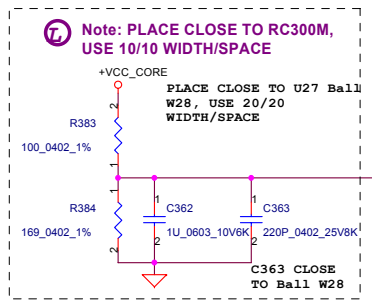 L Note: PLACE CLOSE TO RC300M,
USE 10/10 WIDTH/SPACE
+VCC_CORE
PLACE CLOSE TO U27 Ball
W28, USE 20/20
WIDTH/SPACE
2
R383
100_0402_1%
1
1
R384
169_0402_1%
2
1
C362
1U_0603_10V6K
2
1
C363
220P_0402_25V8K
2
C363 CLOSE
TO Ball W28